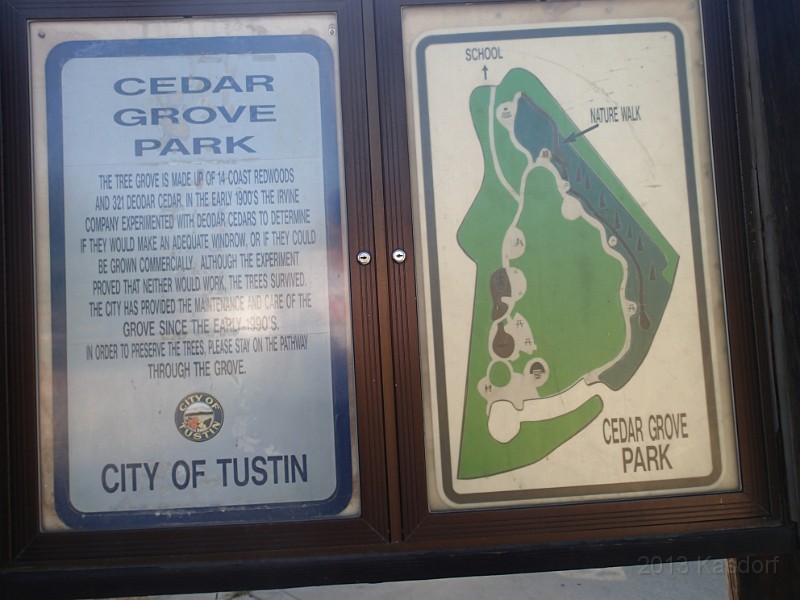 CEDAR
GROVE
PARK
THE TREE GROVE IS MADE UP OF 14 COAST REDWOODS
AND 321 DEODAR CEDAR. IN THE EARLY 1900'S THE IRVINE
COMPANY EXPERIMENTED WITH DEODAR CEDARS TO DETERMINE
IF THEY WOULD MAKE AN ADEQUATE WINDROW, OR IF THEY COULD
BE GROWN COMMERCIALLY. ALTHOUGH THE EXPERIMENT
PROVED THAT NEITHER WOULD WORK, THE TREES SURVIVED.
THE CITY HAS PROVIDED THE MAINTENANCE AND CARE OF THE
GROVE SINCE THE EARLY 1990'S.
IN ORDER TO PRESERVE THE TREES, PLEASE STAY ON THE PATHWAY
THROUGH THE GROVE.
CITY OF
TUSTIN
CITY OF TUSTIN
SCHOOL
NATURE WALK
CEDAR GROVE
PARK
2013 Kasdorf